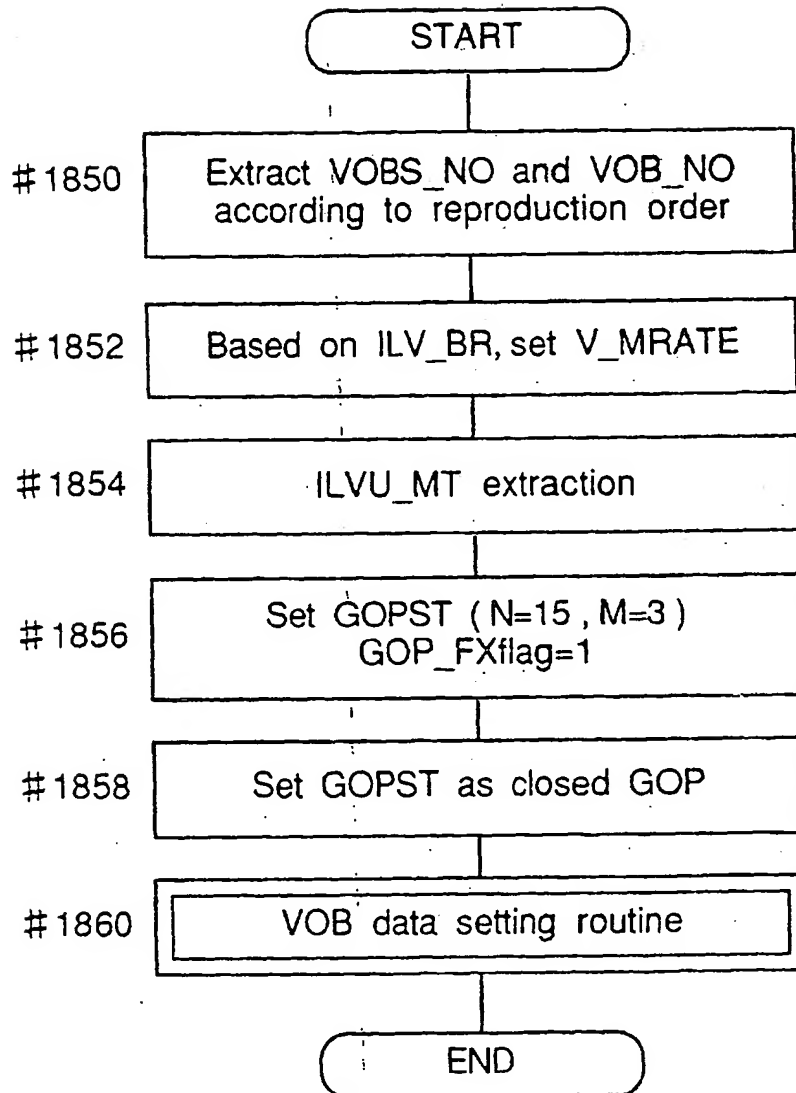 START
#1850
Extract VOBS_NO and VOB_NO
according to reproduction order
#1852
Based on ILV_BR, set V_MRATE
#1854
ILVU_MT extraction
#1856
Set GOPST (N=15, M=3)
GOP_FXflag=1
#1858
Set GOPST as closed GOP
#1860
VOB data setting routine
END